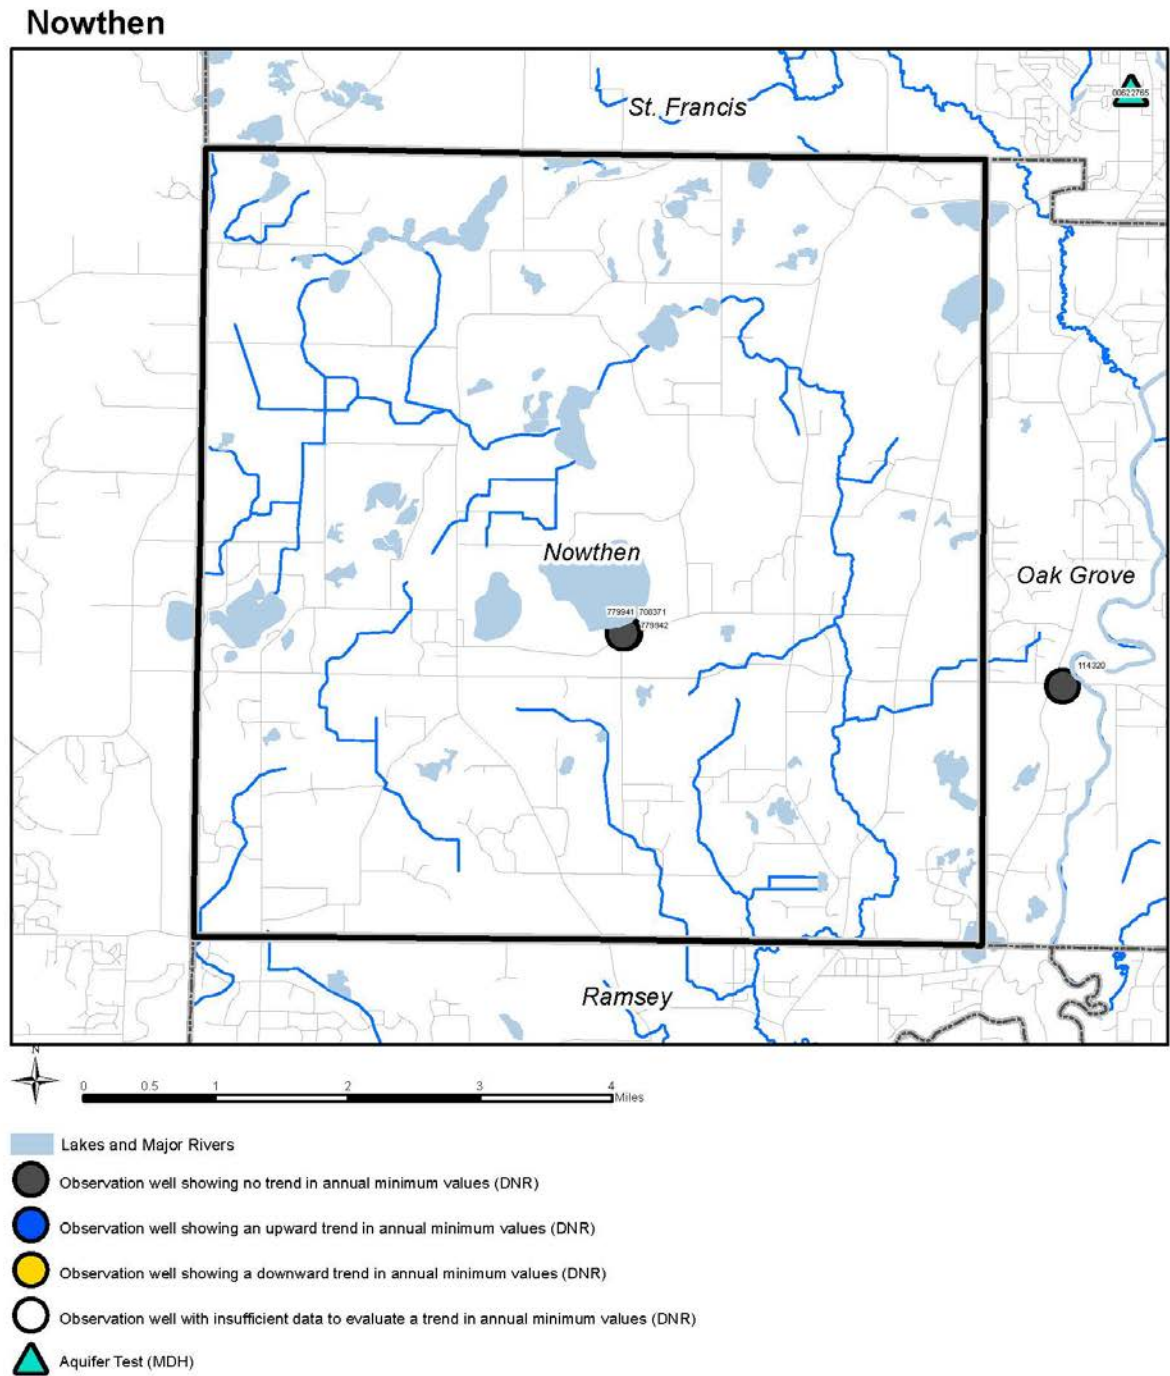 Nowthen
St. Francis
00622765
Nowthen
Oak Grove
779941 700371
779942
114320
Ramsey
N
0 0.5 1 2 3 4
Miles
Lakes and Major Rivers
Observation well showing no trend in annual minimum values (DNR)
Observation well showing an upward trend in annual minimum values (DNR)
Observation well showing a downward trend in annual minimum values (DNR)
Observation well with insufficient data to evaluate a trend in annual minimum values (DNR)
Aquifer Test (MDH)